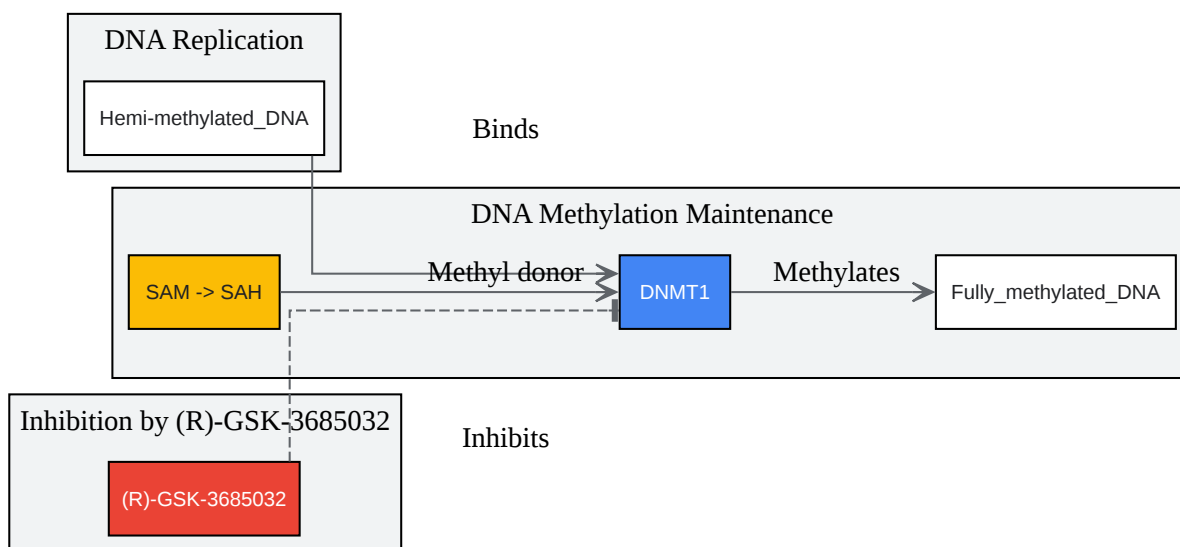 DNA Replication
Hemi-methylated_DNA
Binds
DNA Methylation Maintenance
SAM -> SAH
Methyl donor
DNMT1
Methylates
Fully_methylated_DNA
Inhibition by (R)-GSK-3685032
Inhibits
(R)-GSK-3685032